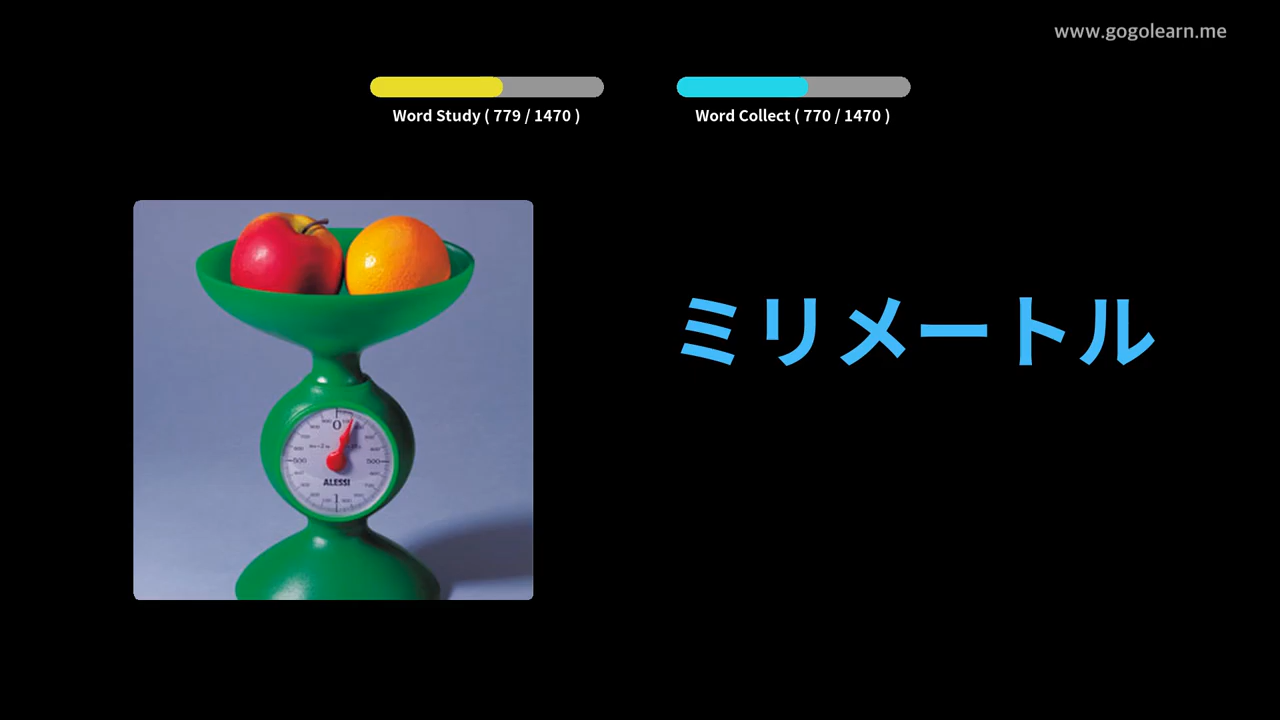 www.gogolearn.me
Word Study ( 779 / 1470 )
Word Collect ( 770 / 1470 )
ミリメートル
0
500
500
ALESSI
1